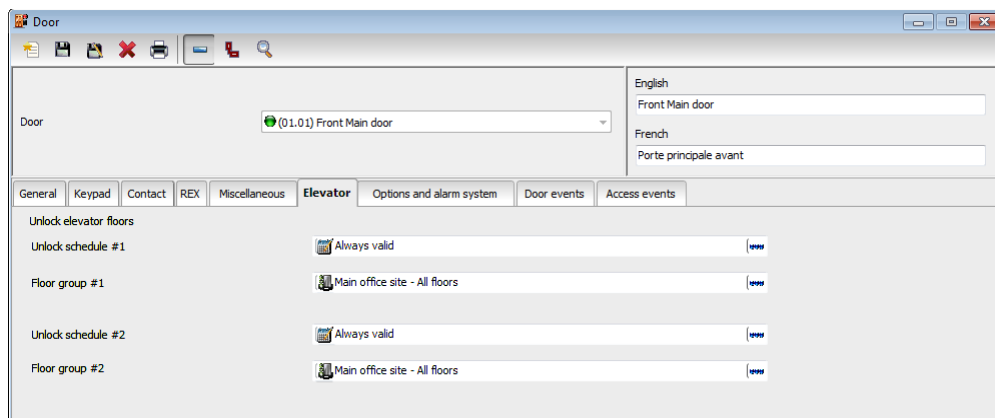 Door
English
Front Main door
Door
(01.01) Front Main door
French
Porte principale avant
General Keypad Contact REX Miscellaneous Elevator Options and alarm system Door events Access events
Unlock elevator floors
Unlock schedule #1 Always valid
Floor group #1 Main office site - All floors
Unlock schedule #2 Always valid
Floor group #2 Main office site - All floors